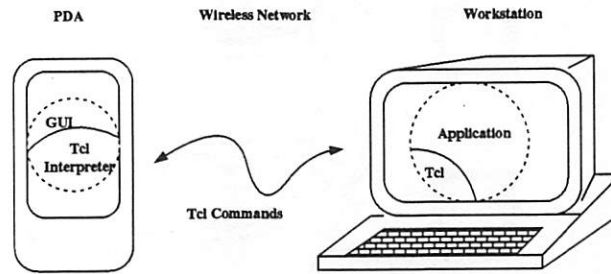 PDA
Wireless Network
Workstation
GUI
Tcl
Interpreter
Application
Tcl
Tcl Commands